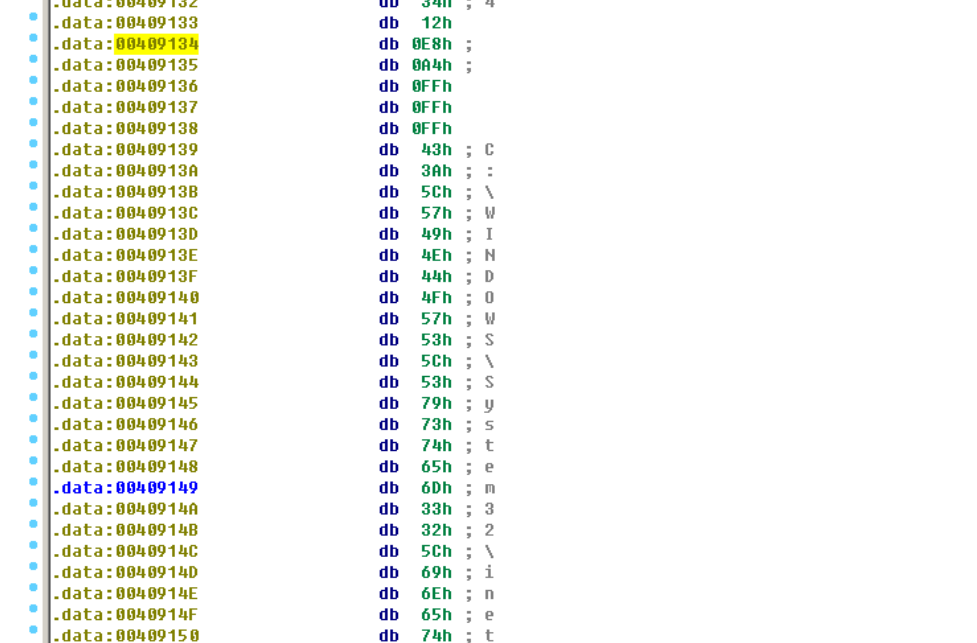 .data:00409132 db 34h ; 4
.data:00409133 db 12h
.data:00409134 db 0E8h ;
.data:00409135 db 0A4h ;
.data:00409136 db 0FFh
.data:00409137 db 0FFh
.data:00409138 db 0FFh
.data:00409139 db 43h ; C
.data:0040913A db 3Ah ; :
.data:0040913B db 5Ch ; \
.data:0040913C db 57h ; W
.data:0040913D db 49h ; I
.data:0040913E db 4Eh ; N
.data:0040913F db 44h ; D
.data:00409140 db 4Fh ; O
.data:00409141 db 57h ; W
.data:00409142 db 53h ; S
.data:00409143 db 5Ch ; \
.data:00409144 db 53h ; S
.data:00409145 db 79h ; y
.data:00409146 db 73h ; s
.data:00409147 db 74h ; t
.data:00409148 db 65h ; e
.data:00409149 db 6Dh ; m
.data:0040914A db 33h ; 3
.data:0040914B db 32h ; 2
.data:0040914C db 5Ch ; \
.data:0040914D db 69h ; i
.data:0040914E db 6Eh ; n
.data:0040914F db 65h ; e
.data:00409150 db 74h ; t